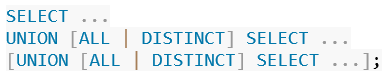 SELECT ...
UNION [ALL | DISTINCT] SELECT ...
[UNION [ALL | DISTINCT] SELECT ...];